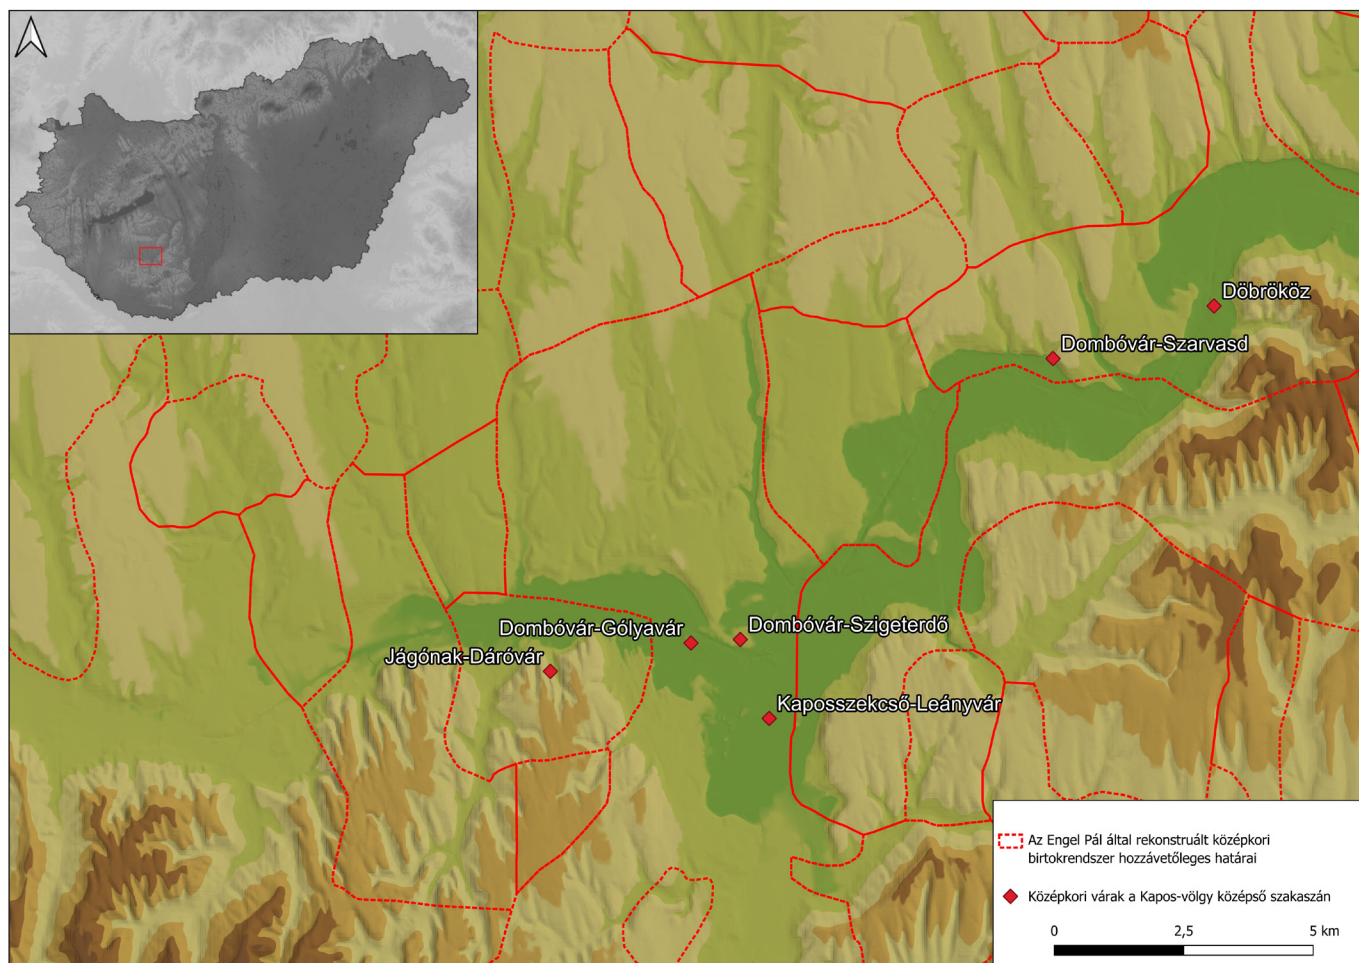 Döbrököz
Dombóvár-Szarvasd
Dombóvár-Gólyavár
Dombóvár-Szigeterdő
Jágónak-Dáróvár
Kaposszekcső-Leányvár
Az Engel Pál által rekonstruált középkori
birtokrendszer hozzávetőleges határai
Középkori várak a Kapos-völgy középső szakaszán
0 2,5 5 km